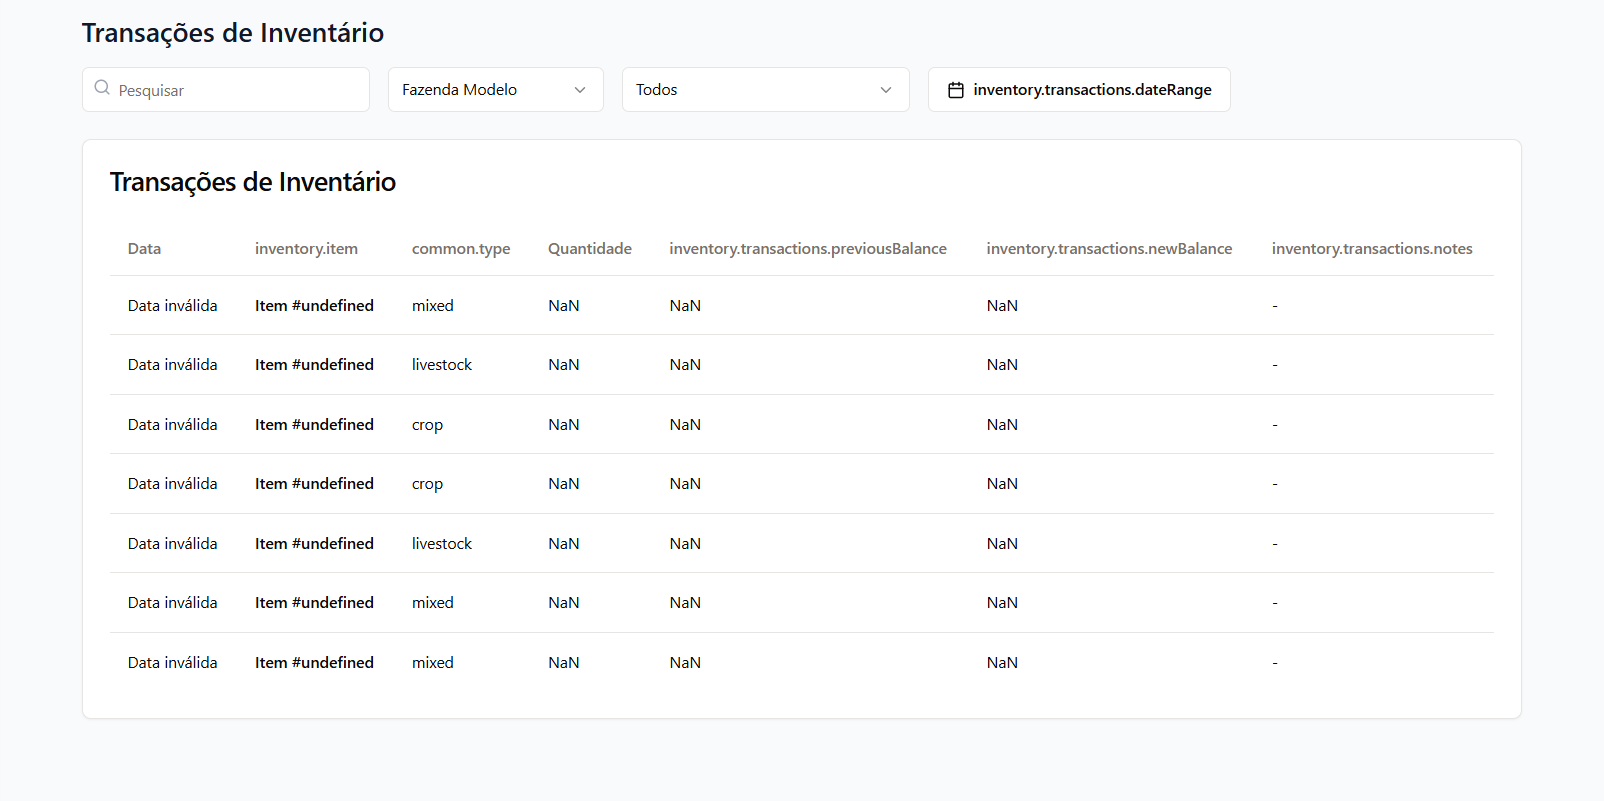 Transações de Inventário
Pesquisar
Fazenda Modelo
Todos
inventory.transactions.dateRange
Transações de Inventário
Data inventory.item common.type Quantidade inventory.transactions.previousBalance inventory.transactions.newBalance inventory.transactions.notes
Data inválida Item #undefined mixed NaN NaN NaN -
Data inválida Item #undefined livestock NaN NaN NaN -
Data inválida Item #undefined crop NaN NaN NaN -
Data inválida Item #undefined crop NaN NaN NaN -
Data inválida Item #undefined livestock NaN NaN NaN -
Data inválida Item #undefined mixed NaN NaN NaN -
Data inválida Item #undefined mixed NaN NaN NaN -